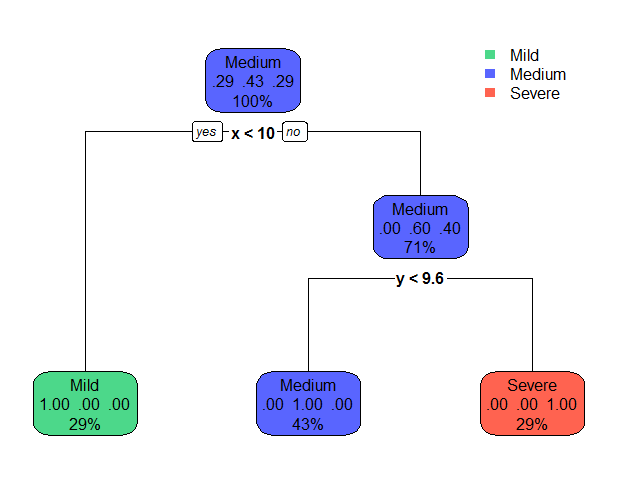 Medium
.29 .43 .29
100%
Mild
Medium
Severe
yes x < 10 no
Medium
.00 .60 .40
71%
y < 9.6
Mild
1.00 .00 .00
29%
Medium
.00 1.00 .00
43%
Severe
.00 .00 1.00
29%